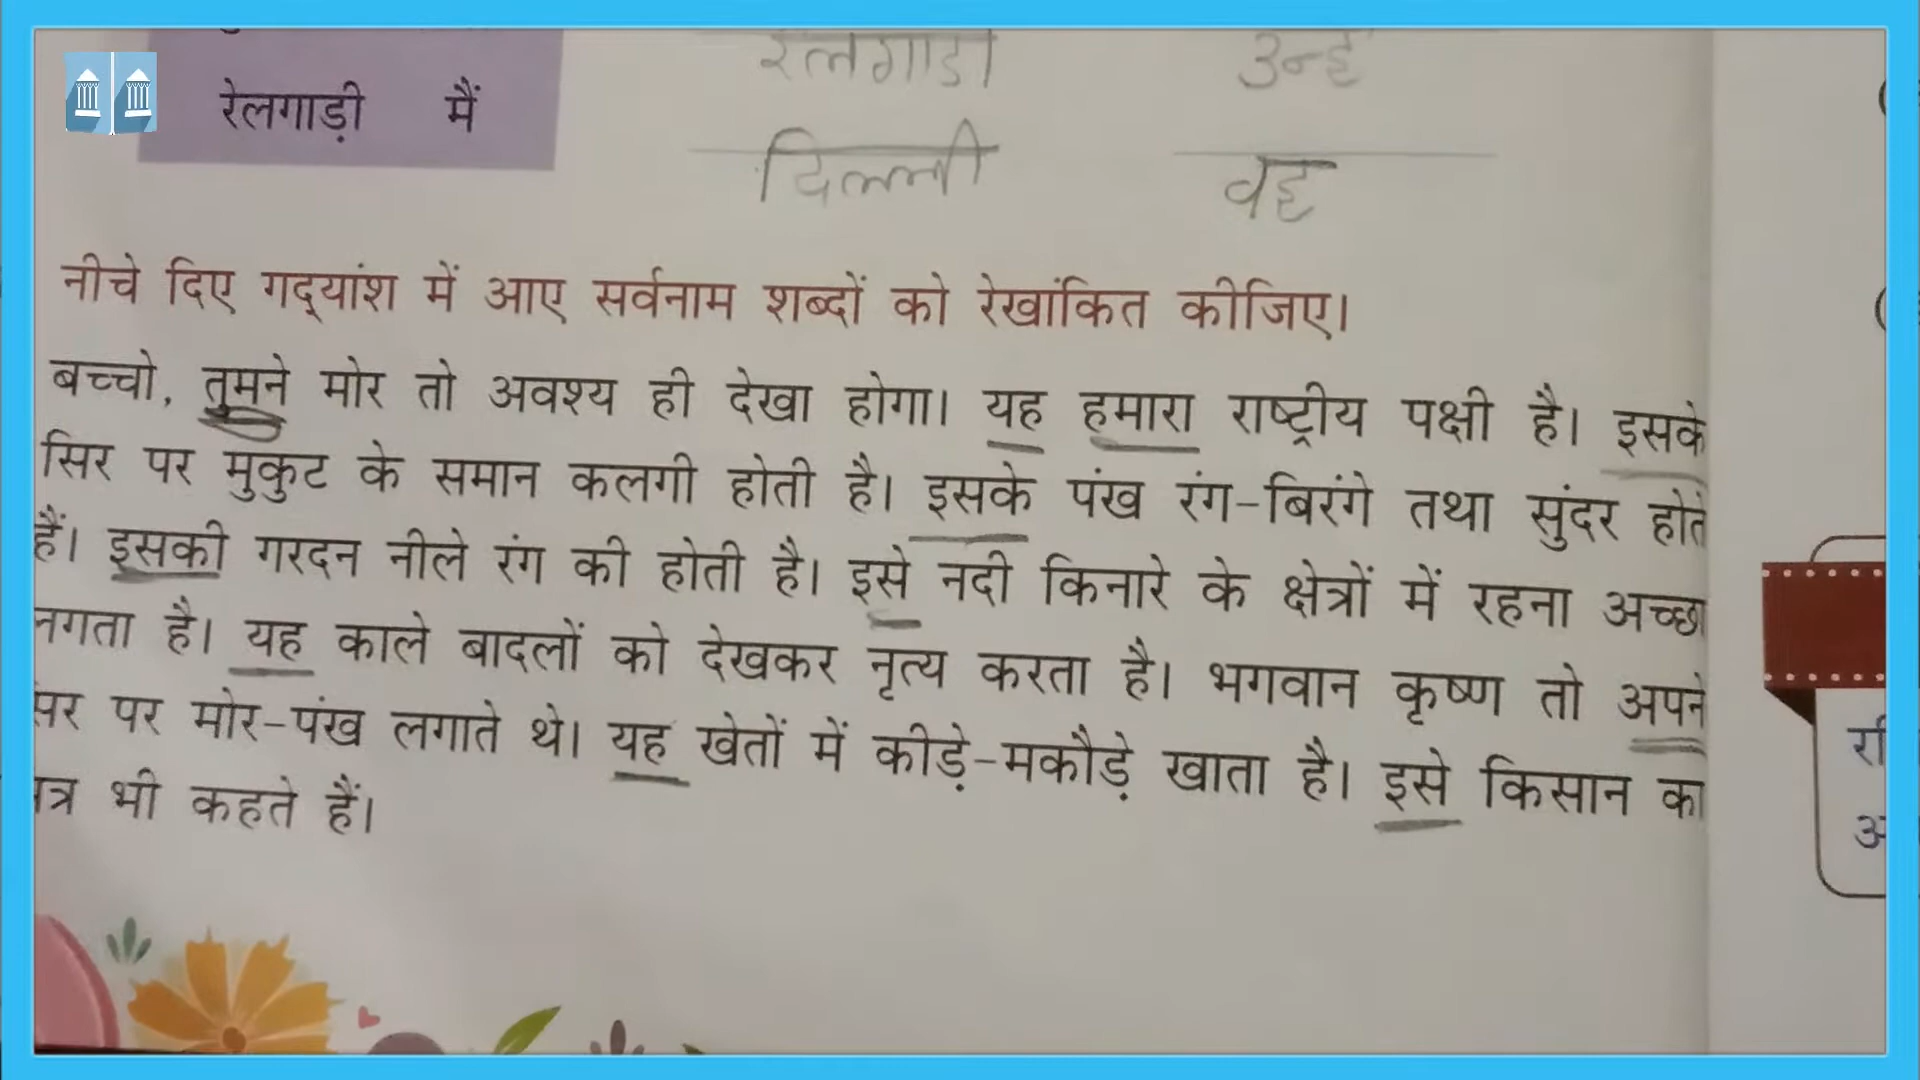 रेलगाड़ी उन्हें
रेलगाड़ी मैं
दिल्ली वह
नीचे दिए गद्यांश में आए सर्वनाम शब्दों को रेखांकित कीजिए।
बच्चो, तुमने मोर तो अवश्य ही देखा होगा। यह हमारा राष्ट्रीय पक्षी है। इसके
सिर पर मुकुट के समान कलगी होती है। इसके पंख रंग-बिरंगे तथा सुंदर होते
हैं। इसकी गरदन नीले रंग की होती है। इसे नदी किनारे के क्षेत्रों में रहना अच्छा
है। यह काले बादलों को देखकर नृत्य करता है। भगवान कृष्ण तो अपने
पर मोर-पंख लगाते थे। यह खेतों में कीड़े-मकौड़े खाता है। इसे किसान का
भी कहते हैं।